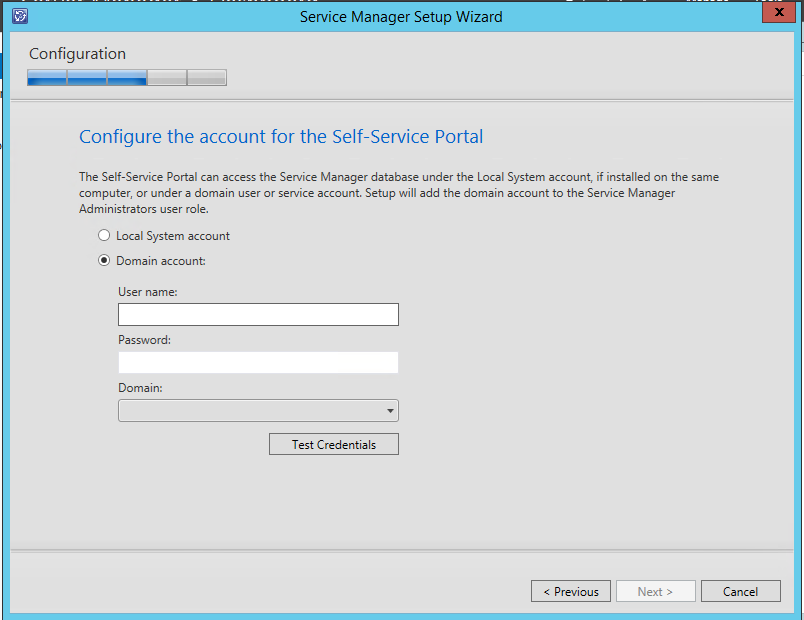 Service Manager Setup Wizard
x
Configuration
Configure the account for the Self-Service Portal
The Self-Service Portal can access the Service Manager database under the Local System account, if installed on the same
computer, or under a domain user or service account. Setup will add the domain account to the Service Manager
Administrators user role.
Local System account
Domain account:
User name:
Password:
Domain:
Test Credentials
< Previous
Next >
Cancel